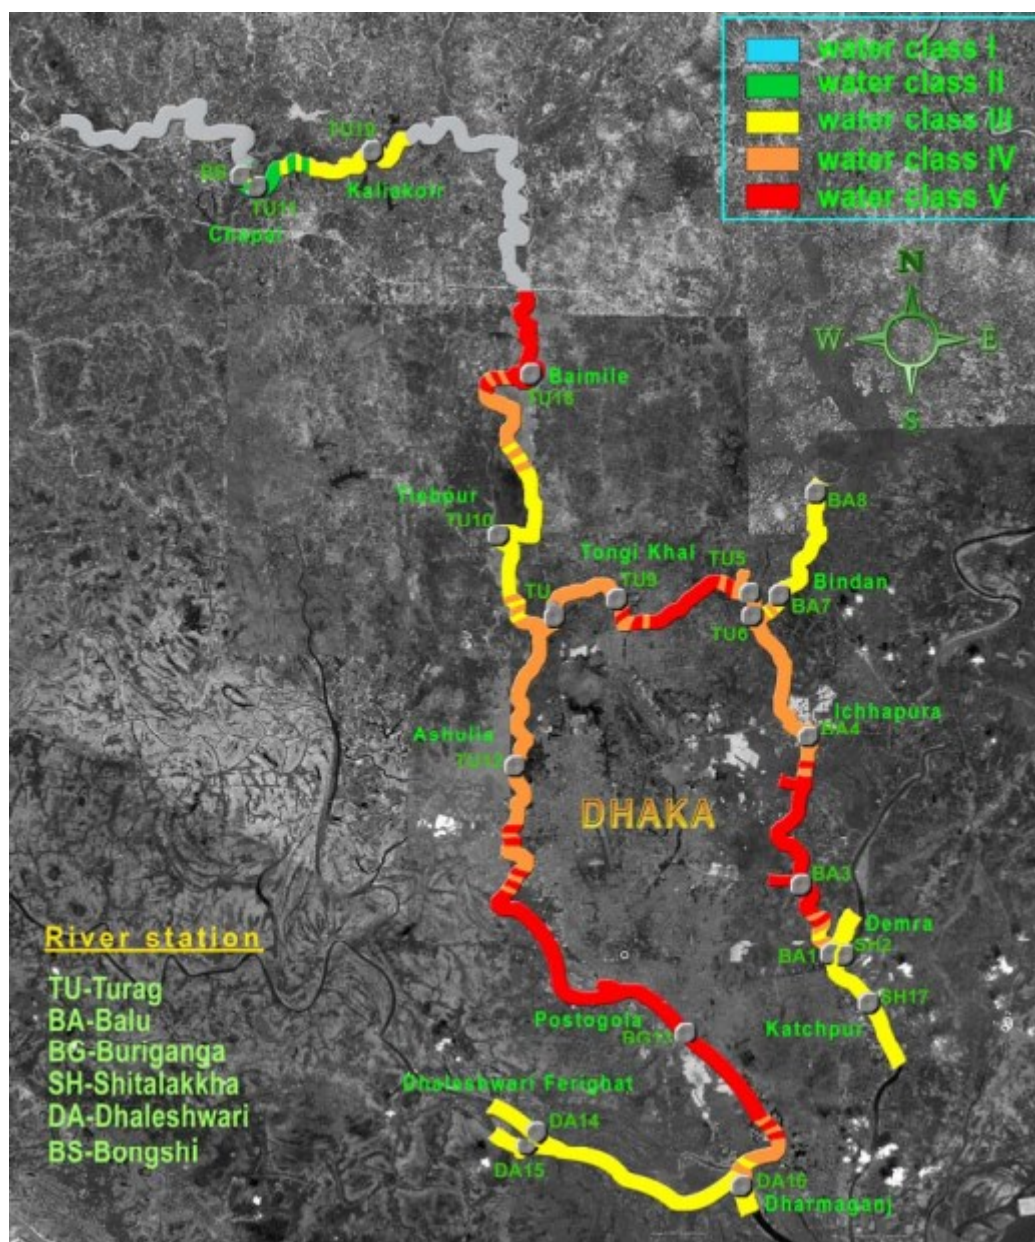 water class I
water class II
water class III
water class IV
water class V
N
W E
S
TU11
Kaliakoir
Baimile
BA8
TU10
Tongi Khal
TU5
TU9
Bindan
BA7
TU
TU6
Ichhapura
BA4
Ashulia
TU12
DHAKA
BA3
Demra
BA1
SH2
SH17
Katchpur
Postogola
Dhaleshwari Ferighat
DA14
DA15
DA16
Dharmaganj
River station
TU-Turag
BA-Balu
BG-Buriganga
SH-Shitalakkha
DA-Dhaleshwari
BS-Bongshi